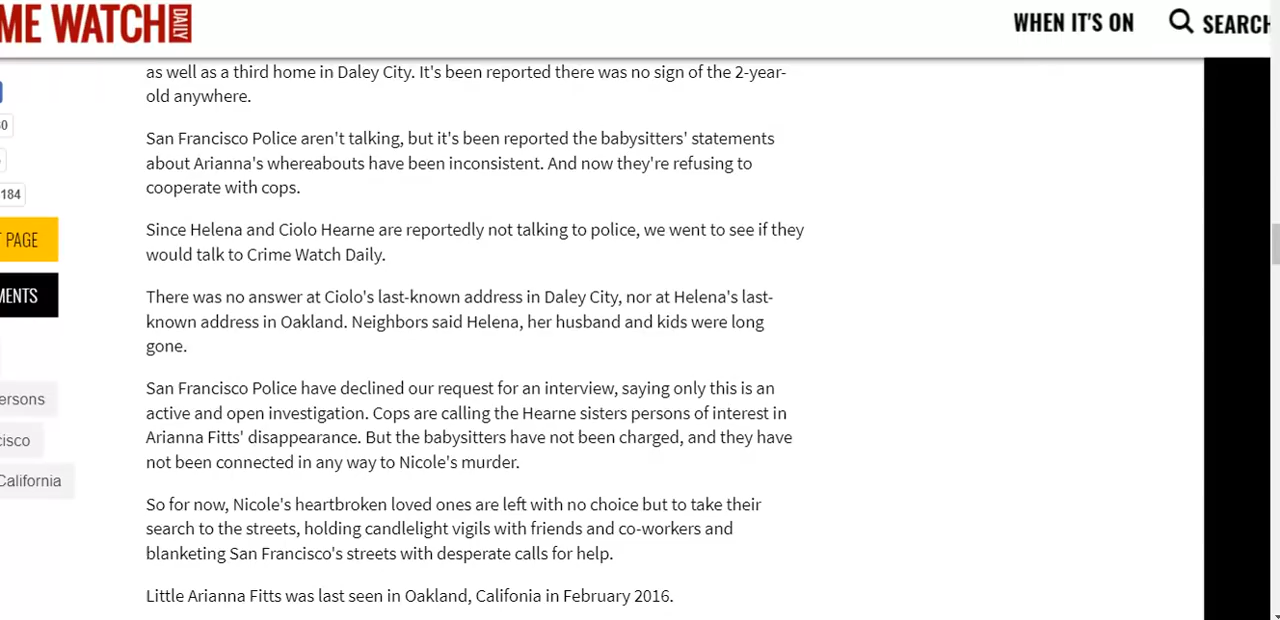 ME WATCH DAILY
WHEN IT'S ON
SEARCH
as well as a third home in Daley City. It's been reported there was no sign of the 2-year-
old anywhere.
San Francisco Police aren't talking, but it's been reported the babysitters' statements
about Arianna's whereabouts have been inconsistent. And now they're refusing to
cooperate with cops.
Since Helena and Ciolo Hearne are reportedly not talking to police, we went to see if they
would talk to Crime Watch Daily.
There was no answer at Ciolo's last-known address in Daley City, nor at Helena's last-
known address in Oakland. Neighbors said Helena, her husband and kids were long
gone.
San Francisco Police have declined our request for an interview, saying only this is an
active and open investigation. Cops are calling the Hearne sisters persons of interest in
Arianna Fitts' disappearance. But the babysitters have not been charged, and they have
not been connected in any way to Nicole's murder.
So for now, Nicole's heartbroken loved ones are left with no choice but to take their
search to the streets, holding candlelight vigils with friends and co-workers and
blanketing San Francisco's streets with desperate calls for help.
Little Arianna Fitts was last seen in Oakland, Califonia in February 2016.
0
184
PAGE
MENTS
ersons
cisco
California